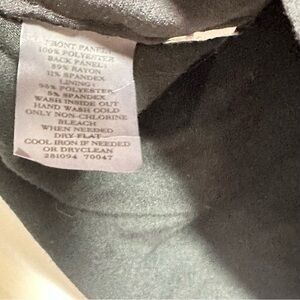 FRONT PANEL:
100% POLYESTER
BACK PANEL:
89% RAYON
11% SPANDEX
LINING:
95% POLYESTER
5% SPANDEX
WASH INSIDE OUT
HAND WASH COLD
ONLY NON-CHLORINE
BLEACH
WHEN NEEDED
DRY FLAT
COOL IRON IF NEEDED
OR DRYCLEAN
281094 70047